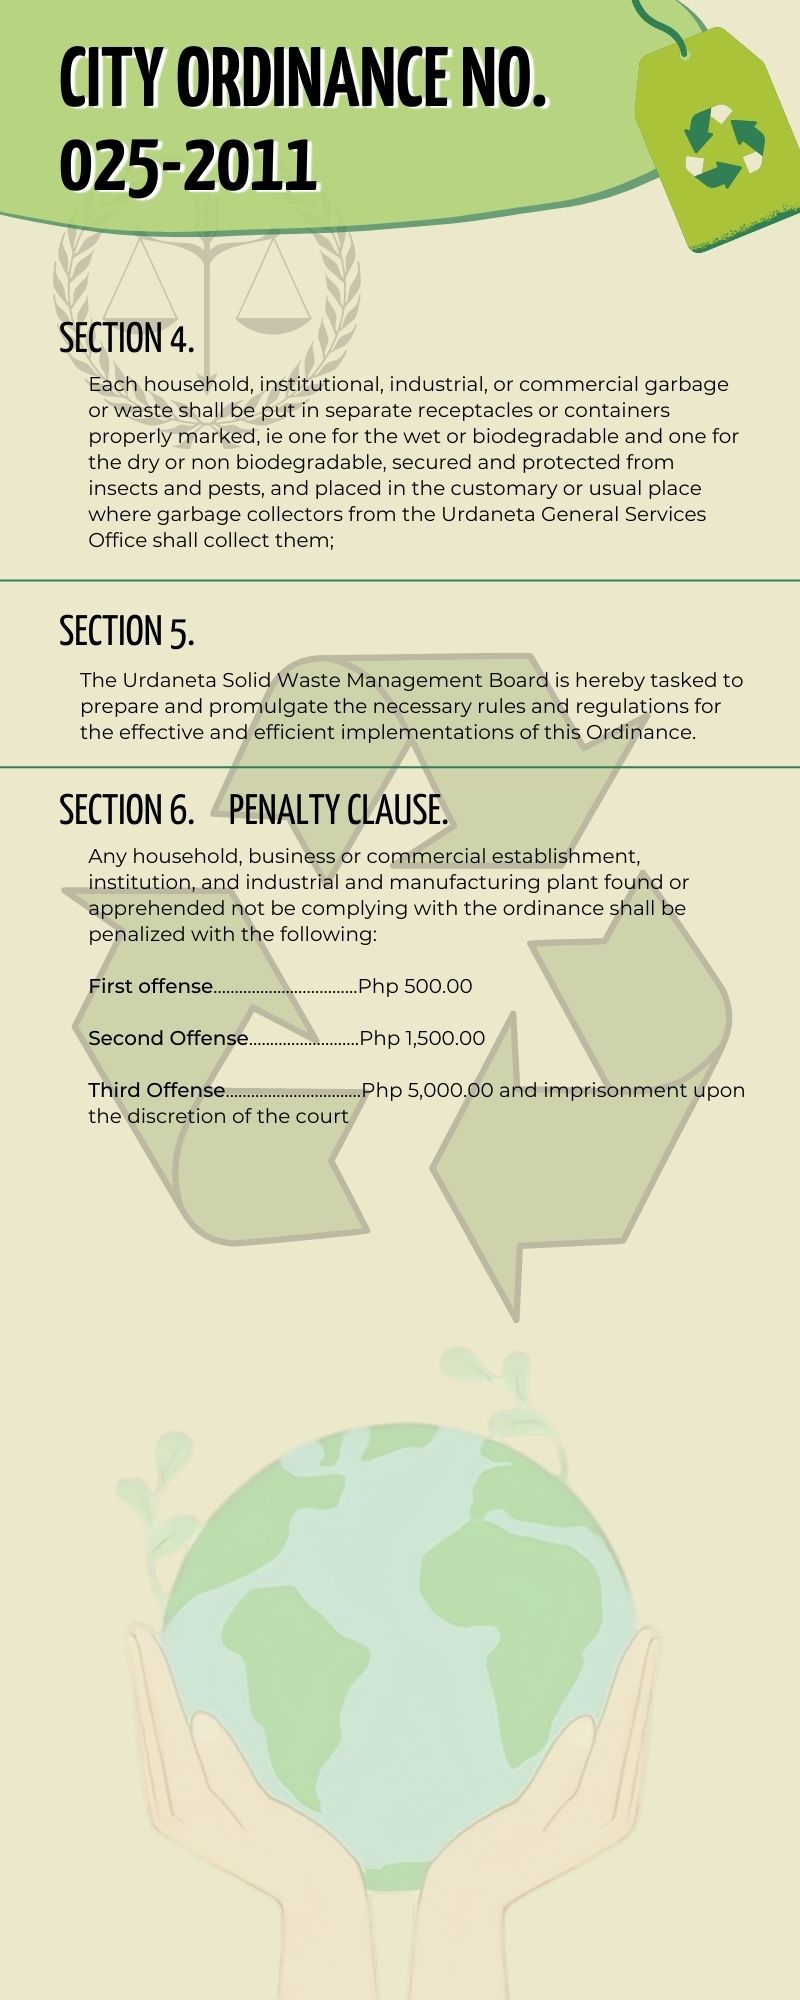 CITY ORDINANCE NO.
025-2011
SECTION 4.
Each household, institutional, industrial, or commercial garbage
or waste shall be put in separate receptacles or containers
properly marked, ie one for the wet or biodegradable and one for
the dry or non biodegradable, secured and protected from
insects and pests, and placed in the customary or usual place
where garbage collectors from the Urdaneta General Services
Office shall collect them;
SECTION 5.
The Urdaneta Solid Waste Management Board is hereby tasked to
prepare and promulgate the necessary rules and regulations for
the effective and efficient implementations of this Ordinance.
SECTION 6. PENALTY CLAUSE.
Any household, business or commercial establishment,
institution, and industrial and manufacturing plant found or
apprehended not be complying with the ordinance shall be
penalized with the following:
First offense..................................Php 500.00
Second Offense..........................Php 1,500.00
Third Offense................................Php 5,000.00 and imprisonment upon
the discretion of the court